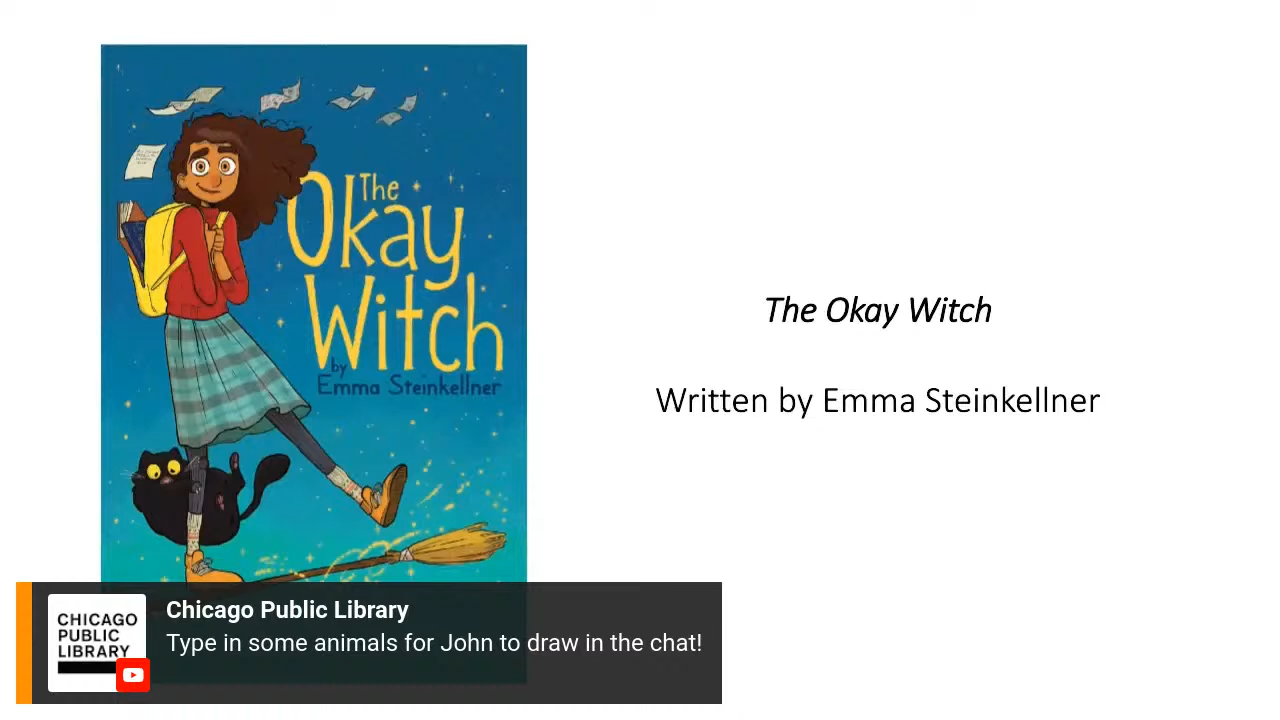 The
Okay
Witch
by
Emma Steinkellner
The Okay Witch
Written by Emma Steinkellner
CHICAGO
PUBLIC
LIBRARY
Chicago Public Library
Type in some animals for John to draw in the chat!